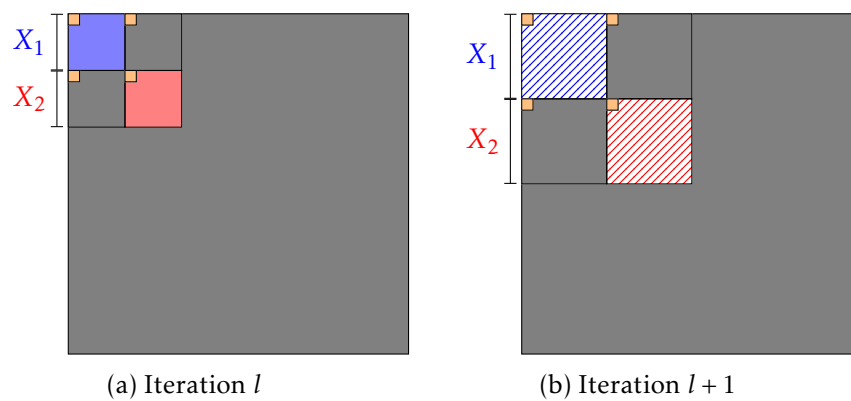 X₁
X₂
X₁
X₂
(a) Iteration l
(b) Iteration l + 1